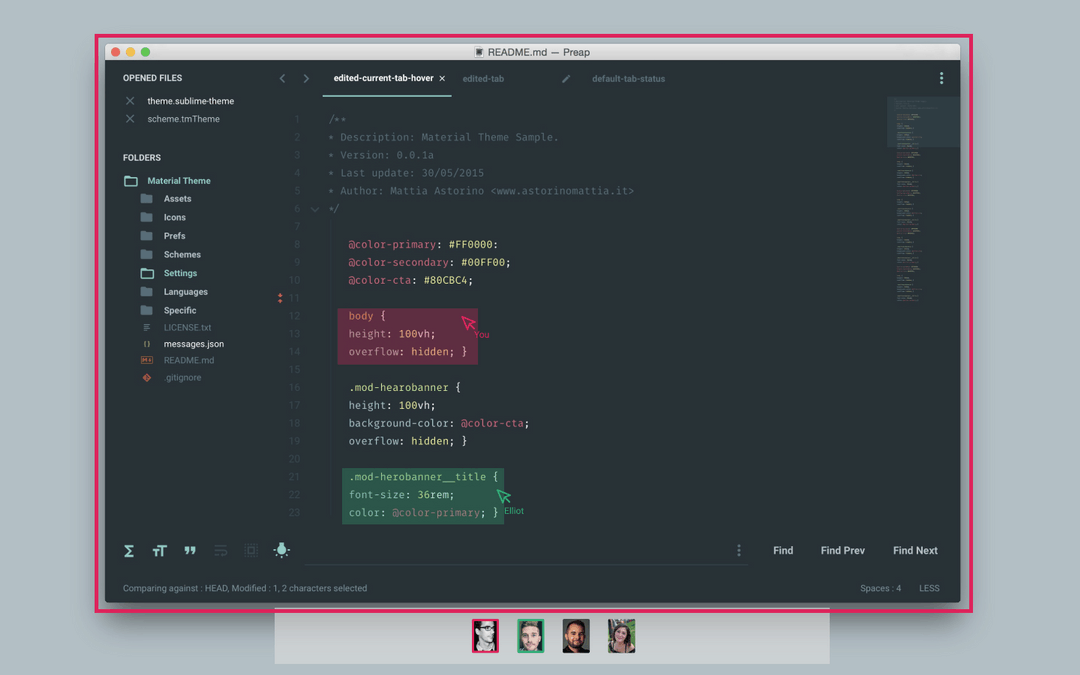 README.md — Preap
OPENED FILES
theme.sublime-theme
scheme.tmTheme
FOLDERS
Material Theme
Assets
Icons
Prefs
Schemes
Settings
Languages
Specific
LICENSE.txt
messages.json
README.md
.gitignore
edited-current-tab-hover
edited-tab
default-tab-status
1 /**
2 * Description: Material Theme Sample.
3 * Version: 0.0.1a
4 * Last update: 30/05/2015
5 * Author: Mattia Astorino <www.astorinomattia.it>
6 */
7
8 @color-primary: #FF0000:
9 @color-secondary: #00FF00;
10 @color-cta: #80CBC4;
11
12 body {
13 height: 100vh;
You
14 overflow: hidden; }
15
16 .mod-hearobanner {
17 height: 100vh;
18 background-color: @color-cta;
19 overflow: hidden; }
20
21 .mod-herobanner__title {
22 font-size: 36rem;
23 color: @color-primary; }
Elliot
Find
Find Prev
Find Next
Comparing against : HEAD, Modified : 1, 2 characters selected
Spaces : 4
LESS